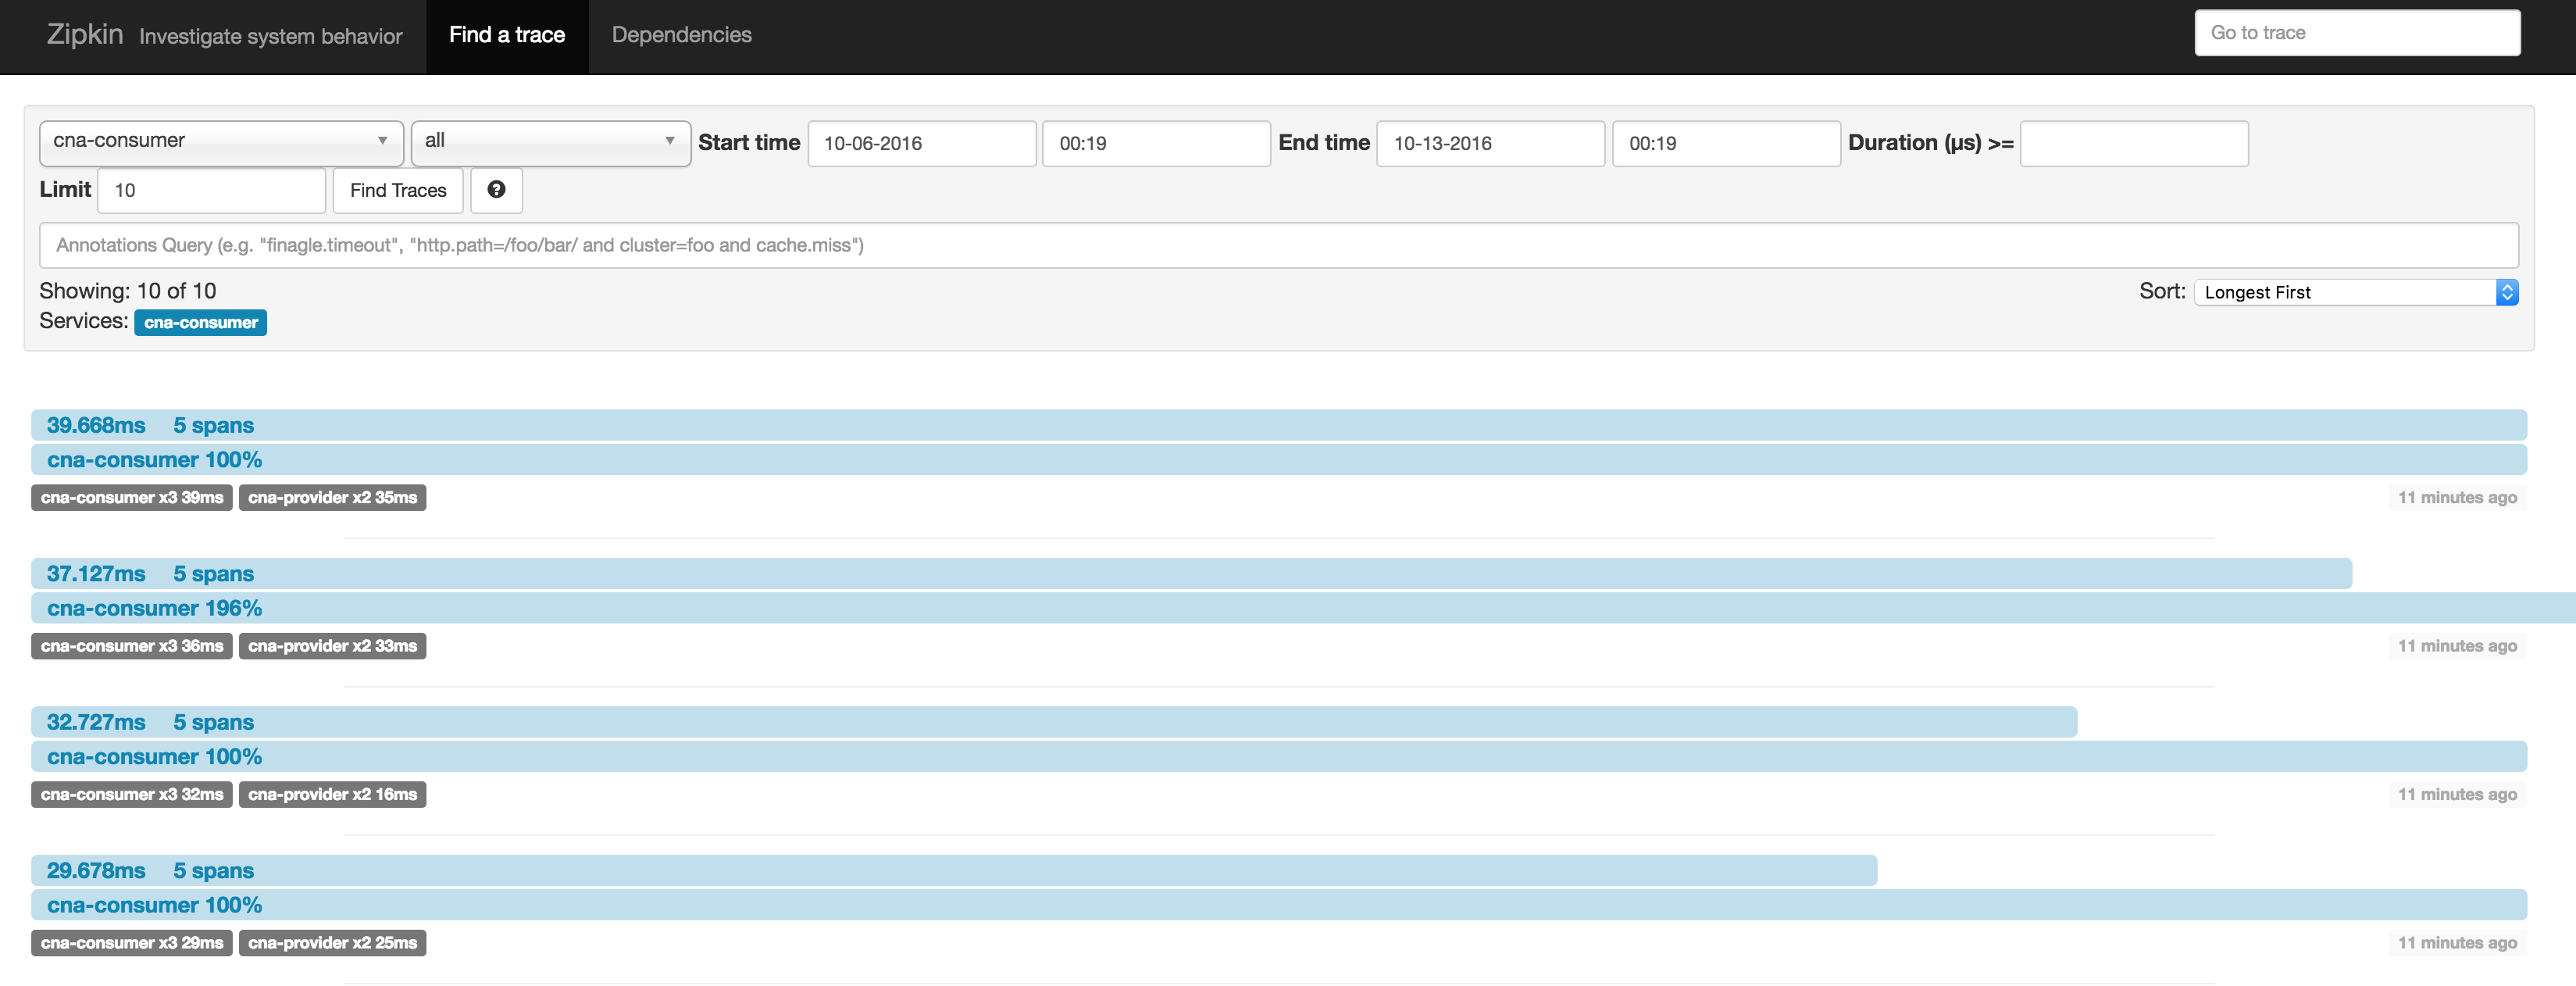 Zipkin Investigate system behavior Find a trace Dependencies Go to trace
cna-consumer all Start time 10-06-2016 00:19 End time 10-13-2016 00:19 Duration (µs) >=
Limit 10 Find Traces ?
Annotations Query (e.g. "finagle.timeout", "http.path=/foo/bar/ and cluster=foo and cache.miss")
Showing: 10 of 10 Sort: Longest First
Services: cna-consumer
39.668ms 5 spans
cna-consumer 100%
cna-consumer x3 39ms cna-provider x2 35ms 11 minutes ago
37.127ms 5 spans
cna-consumer 196%
cna-consumer x3 36ms cna-provider x2 33ms 11 minutes ago
32.727ms 5 spans
cna-consumer 100%
cna-consumer x3 32ms cna-provider x2 16ms 11 minutes ago
29.678ms 5 spans
cna-consumer 100%
cna-consumer x3 29ms cna-provider x2 25ms 11 minutes ago